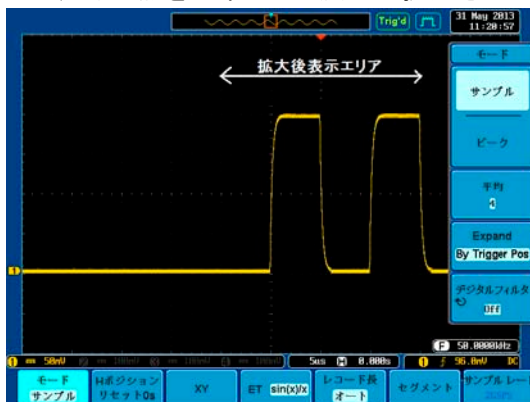 Trig'd
31 May 2013
11:20:57
モード
拡大後表示エリア
サンプル
ピーク
平均
4
Expand
By Trigger Pos
デジタルフィルタ
Off
1
F 50.0000kHz
1 50mV
5us H 0.000s
1 96.0mV DC
モード
サンプル
Hポジション
リセット0s
XY
ET sin(x)/x
レコード長
オート
セグメント
サンプルレート